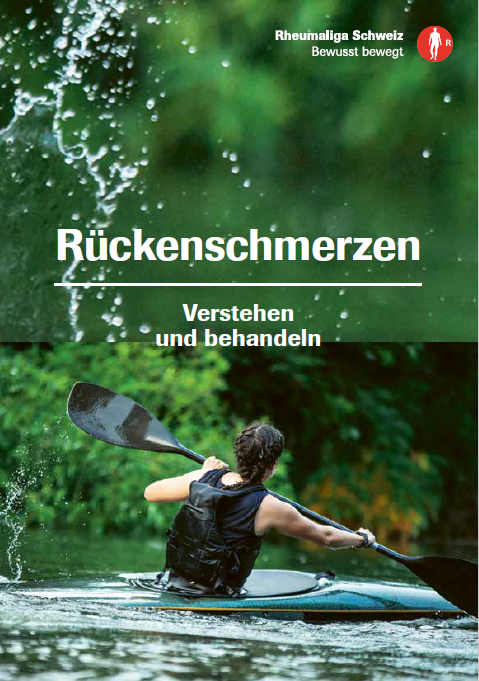 Rheumaliga Schweiz
Bewusst bewegt
R
Rückenschmerzen
Verstehen
und behandeln